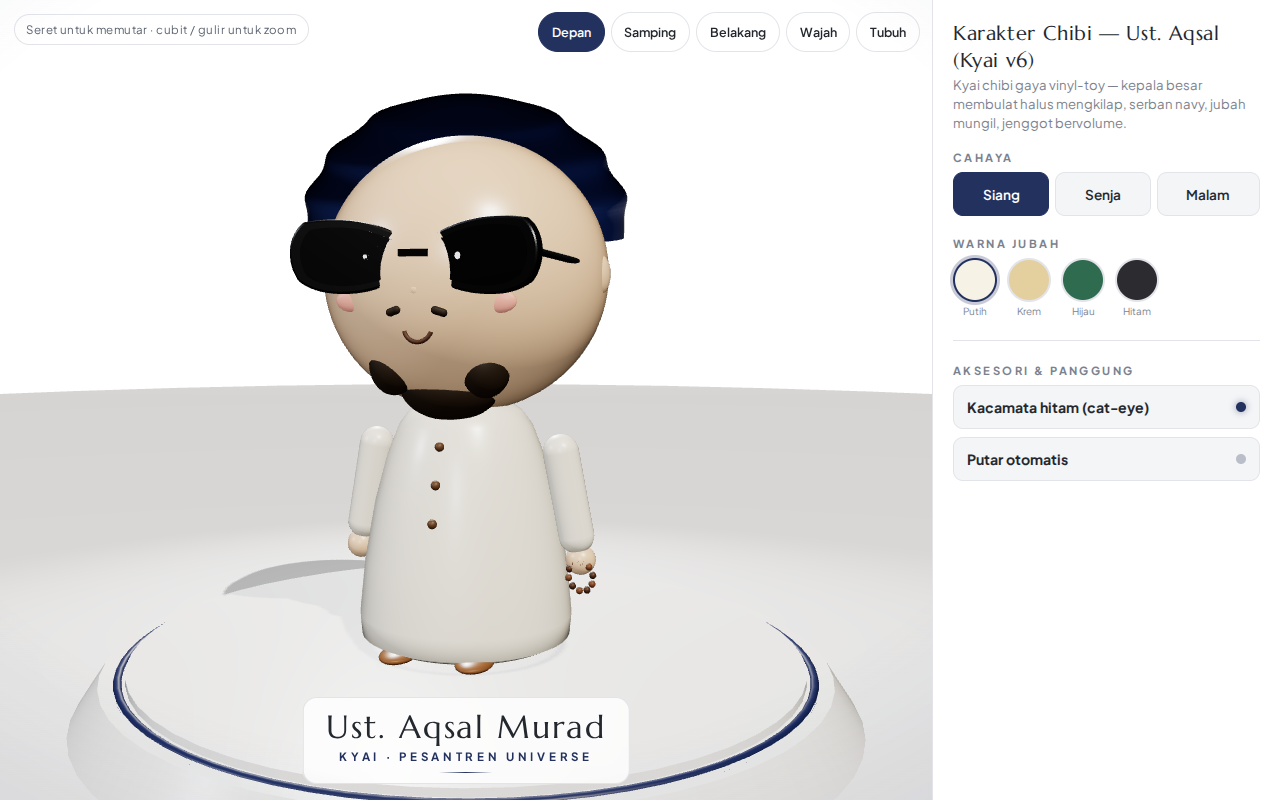 Seret untuk memutar · cubit / gulir untuk zoom
Depan
Samping
Belakang
Wajah
Tubuh
Karakter Chibi — Ust. Aqsal
(Kyai v6)
Kyai chibi gaya vinyl-toy — kepala besar
membulat halus mengkilap, serban navy, jubah
mungil, jenggot bervolume.
CAHAYA
Siang
Senja
Malam
WARNA JUBAH
Putih
Krem
Hijau
Hitam
AKSESORI & PANGGUNG
Kacamata hitam (cat-eye)
Putar otomatis
Ust. Aqsal Murad
KYAI · PESANTREN UNIVERSE